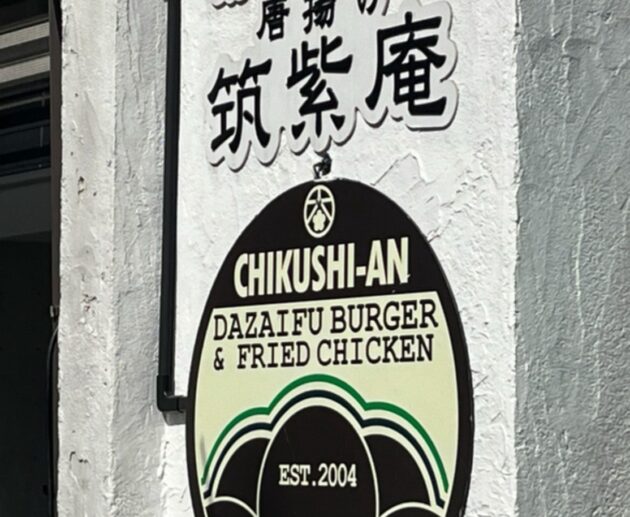 唐揚の
筑紫庵
CHIKUSHI-AN
DAZAIFU BURGER
& FRIED CHICKEN
EST.2004